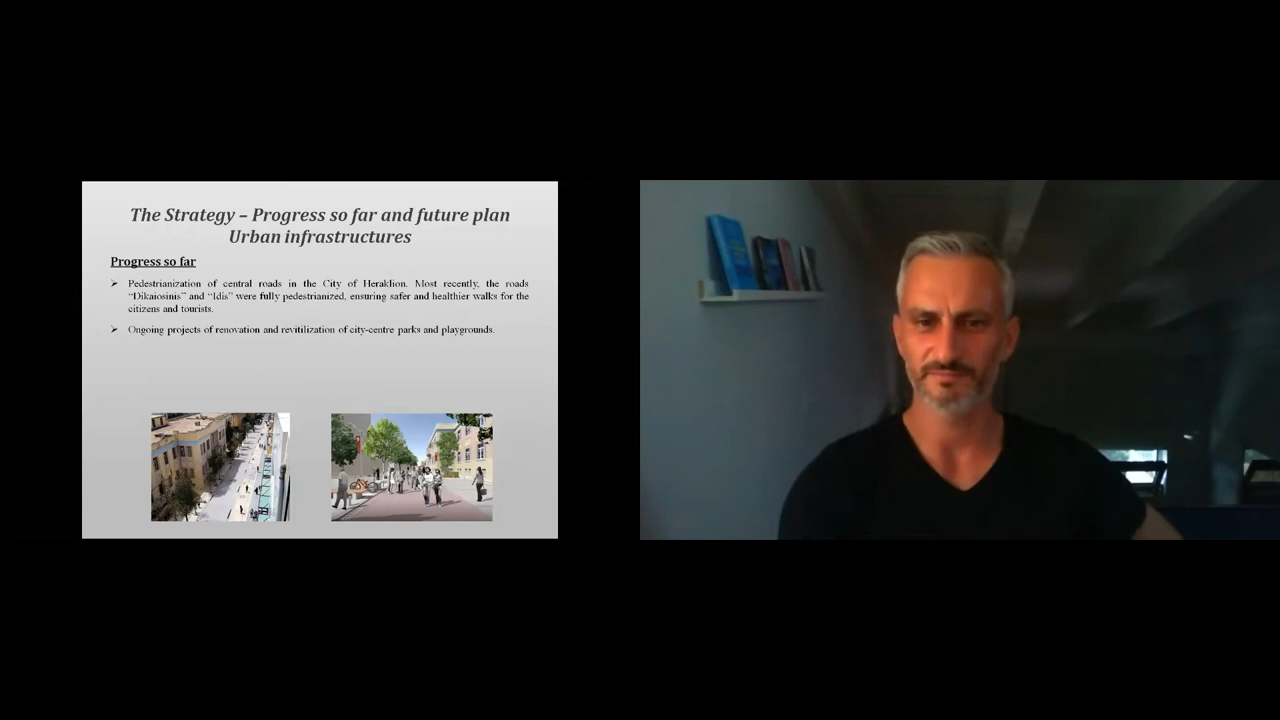 The Strategy – Progress so far and future plan
Urban infrastructures
Progress so far
➢ Pedestrianization of central roads in the City of Heraklion. Most recently, the roads
“Dikaiosinis” and “Idis” were fully pedestrianized, ensuring safer and healthier walks for the
citizens and tourists.
➢ Ongoing projects of renovation and revitilization of city-centre parks and playgrounds.